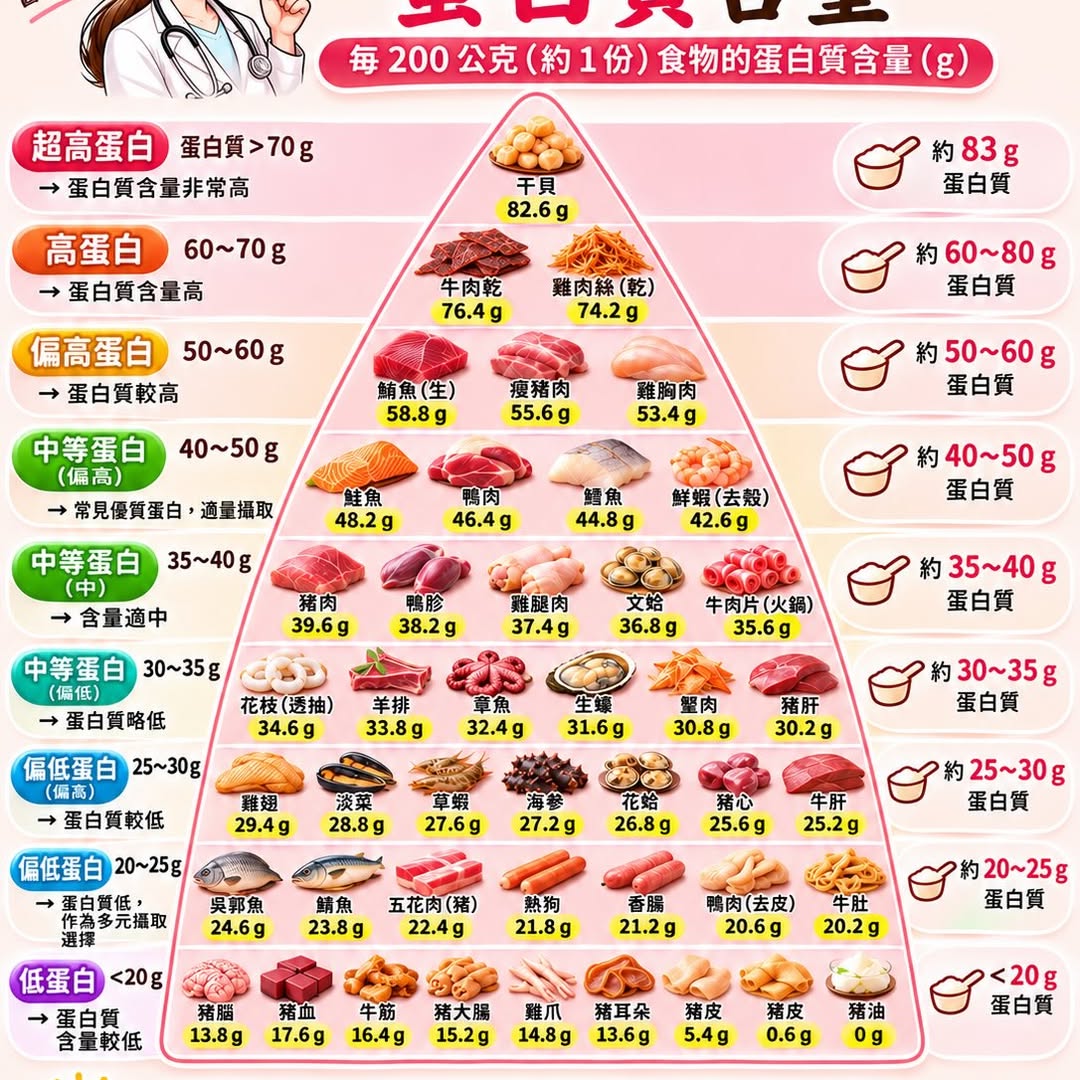 蛋白質含量
每 200 公克(約 1 份)食物的蛋白質含量(g)
超高蛋白 蛋白質>70 g
→ 蛋白質含量非常高
干貝
82.6 g
約 83 g
蛋白質
高蛋白 60~70 g
→ 蛋白質含量高
牛肉乾 雞肉絲(乾)
76.4 g 74.2 g
約 60~80 g
蛋白質
偏高蛋白 50~60 g
→ 蛋白質較高
鮪魚(生) 瘦豬肉 雞胸肉
58.8 g 55.6 g 53.4 g
約 50~60 g
蛋白質
中等蛋白 40~50 g
(偏高)
→ 常見優質蛋白,適量攝取
鮭魚 鴨肉 鱈魚 鮮蝦(去殼)
48.2 g 46.4 g 44.8 g 42.6 g
約 40~50 g
蛋白質
中等蛋白 35~40 g
(中)
→ 含量適中
豬肉 鴨胗 雞腿肉 文蛤 牛肉片(火鍋)
39.6 g 38.2 g 37.4 g 36.8 g 35.6 g
約 35~40 g
蛋白質
中等蛋白 30~35 g
(偏低)
→ 蛋白質略低
花枝(透抽) 羊排 章魚 生蠔 蟹肉 豬肝
34.6 g 33.8 g 32.4 g 31.6 g 30.8 g 30.2 g
約 30~35 g
蛋白質
偏低蛋白 25~30 g
(偏高)
→ 蛋白質較低
雞翅 淡菜 草蝦 海參 花蛤 豬心 牛肝
29.4 g 28.8 g 27.6 g 27.2 g 26.8 g 25.6 g 25.2 g
約 25~30 g
蛋白質
偏低蛋白 20~25 g
→ 蛋白質低,
作為多元攝取
選擇
吳郭魚 鯖魚 五花肉(豬) 熱狗 香腸 鴨肉(去皮) 牛肚
24.6 g 23.8 g 22.4 g 21.8 g 21.2 g 20.6 g 20.2 g
約 20~25 g
蛋白質
低蛋白 <20 g
→ 蛋白質
含量較低
豬腦 豬血 牛筋 豬大腸 雞爪 豬耳朵 豬皮 豬皮 豬油
13.8 g 17.6 g 16.4 g 15.2 g 14.8 g 13.6 g 5.4 g 0.6 g 0 g
<20 g
蛋白質